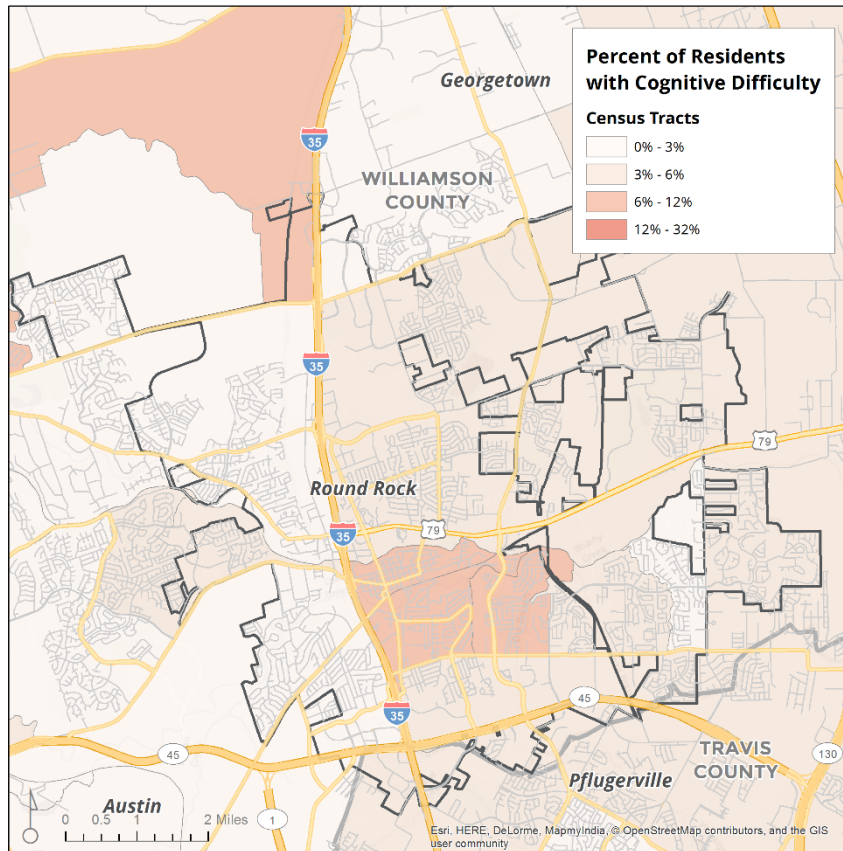 Percent of Residents
with Cognitive Difficulty
Census Tracts
0% - 3%
3% - 6%
6% - 12%
12% - 32%
Georgetown
35
WILLIAMSON
COUNTY
35
79
Round Rock
79
35
45
35
45
TRAVIS
COUNTY
130
Pflugerville
Austin
1
0 0.5 1 2 Miles
Esri, HERE, DeLorme, MapmyIndia, © OpenStreetMap contributors, and the GIS
user community